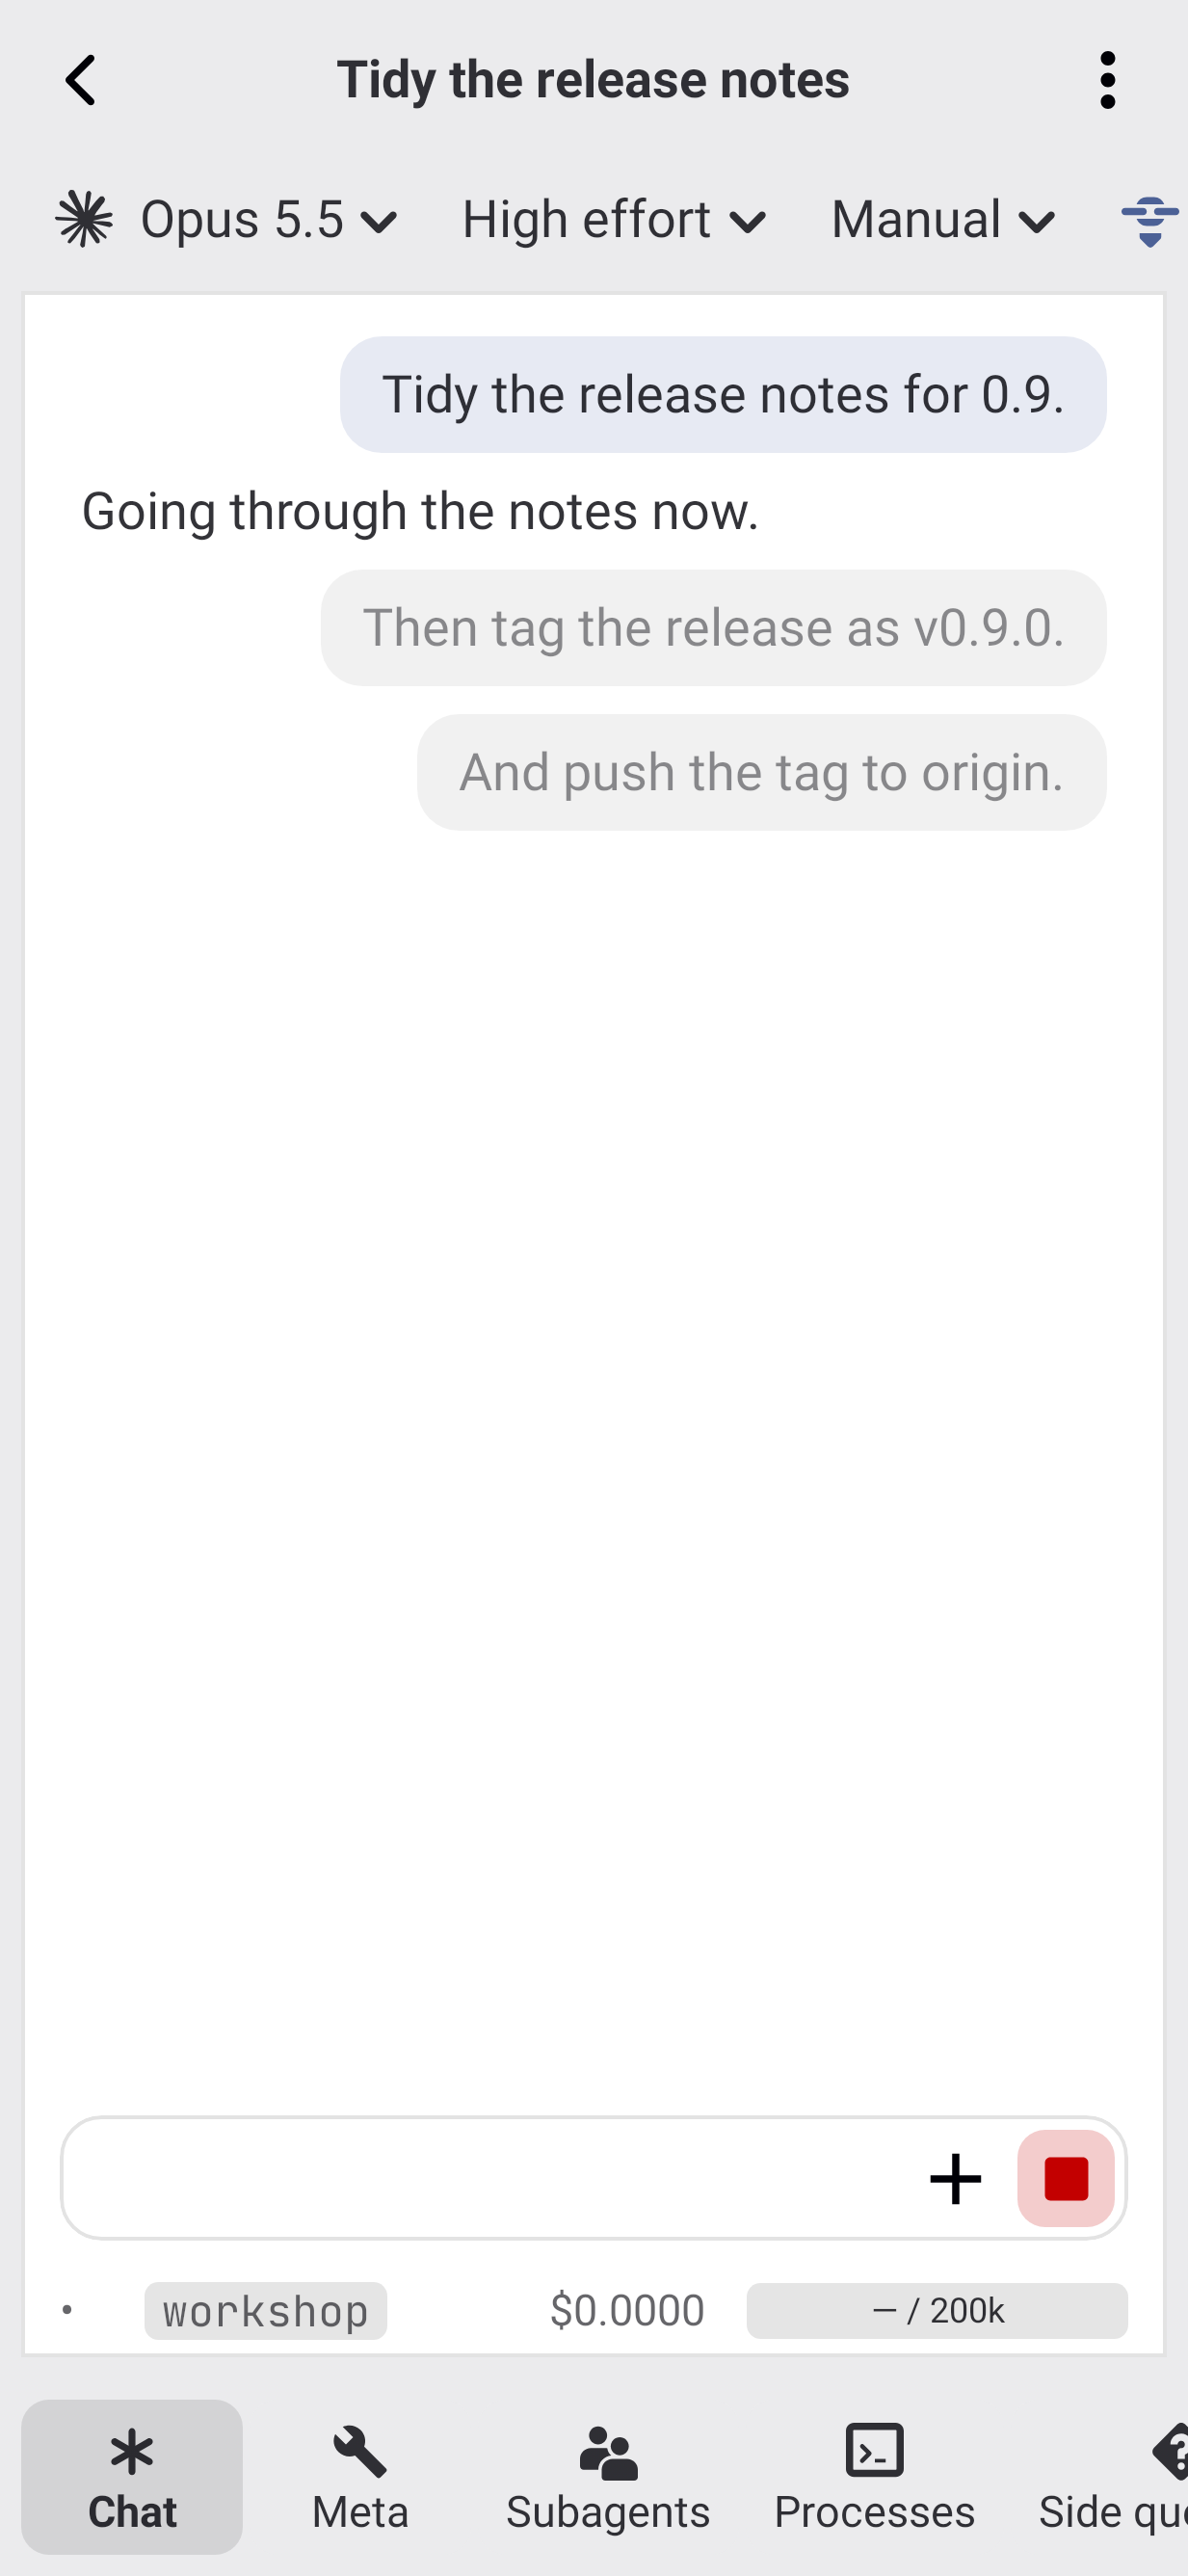 Tidy the release notes
Opus 5.5 High effort Manual
Tidy the release notes for 0.9.
Going through the notes now.
Then tag the release as v0.9.0.
And push the tag to origin.
• workshop $0.0000 — / 200k
Chat Meta Subagents Processes Side que